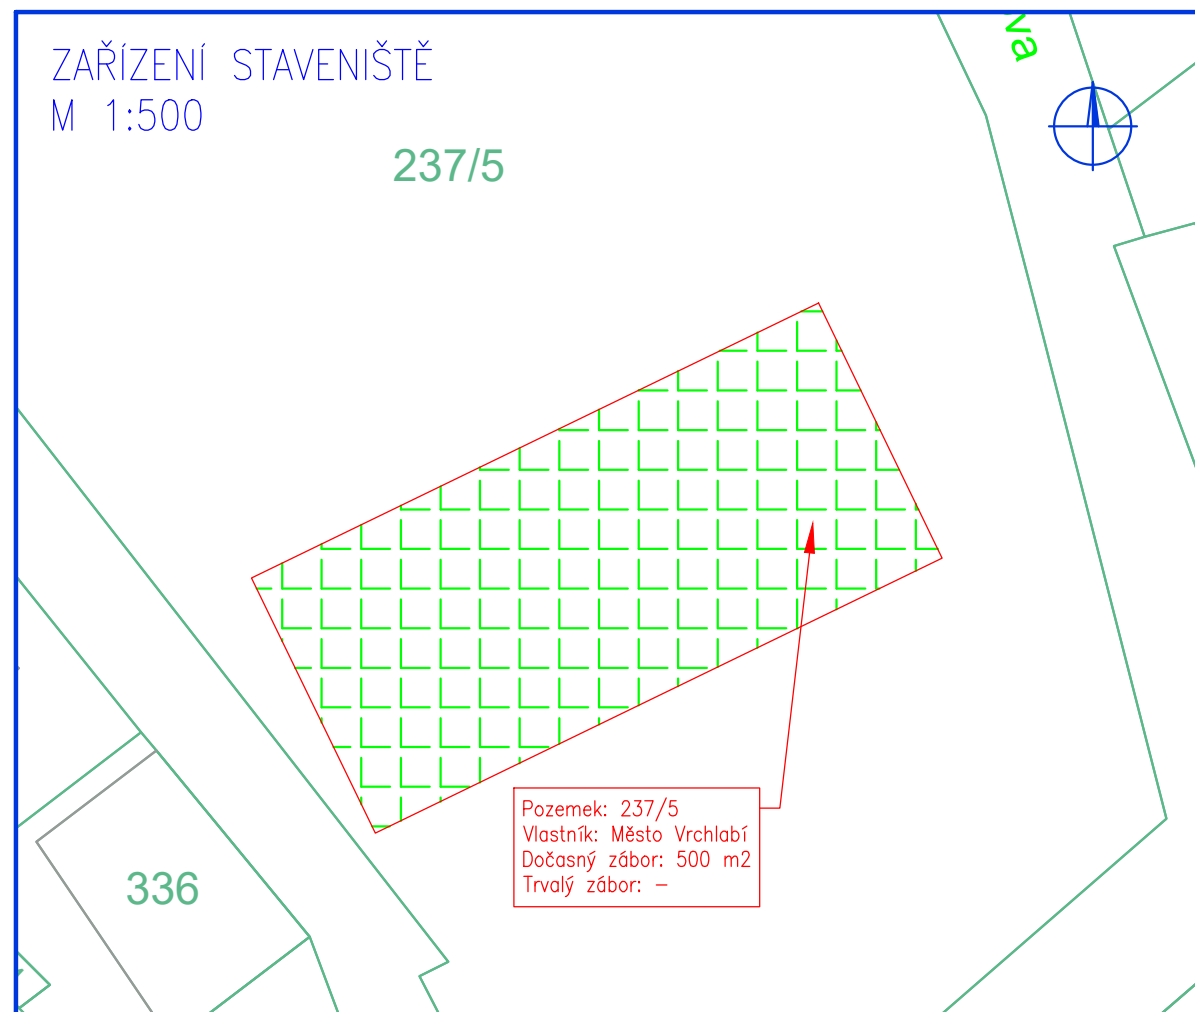 ZAŘÍZENÍ STAVENIŠTĚ
M 1:500
va
237/5
Pozemek: 237/5
Vlastník: Město Vrchlabí
Dočasný zábor: 500 m2
Trvalý zábor: –
336